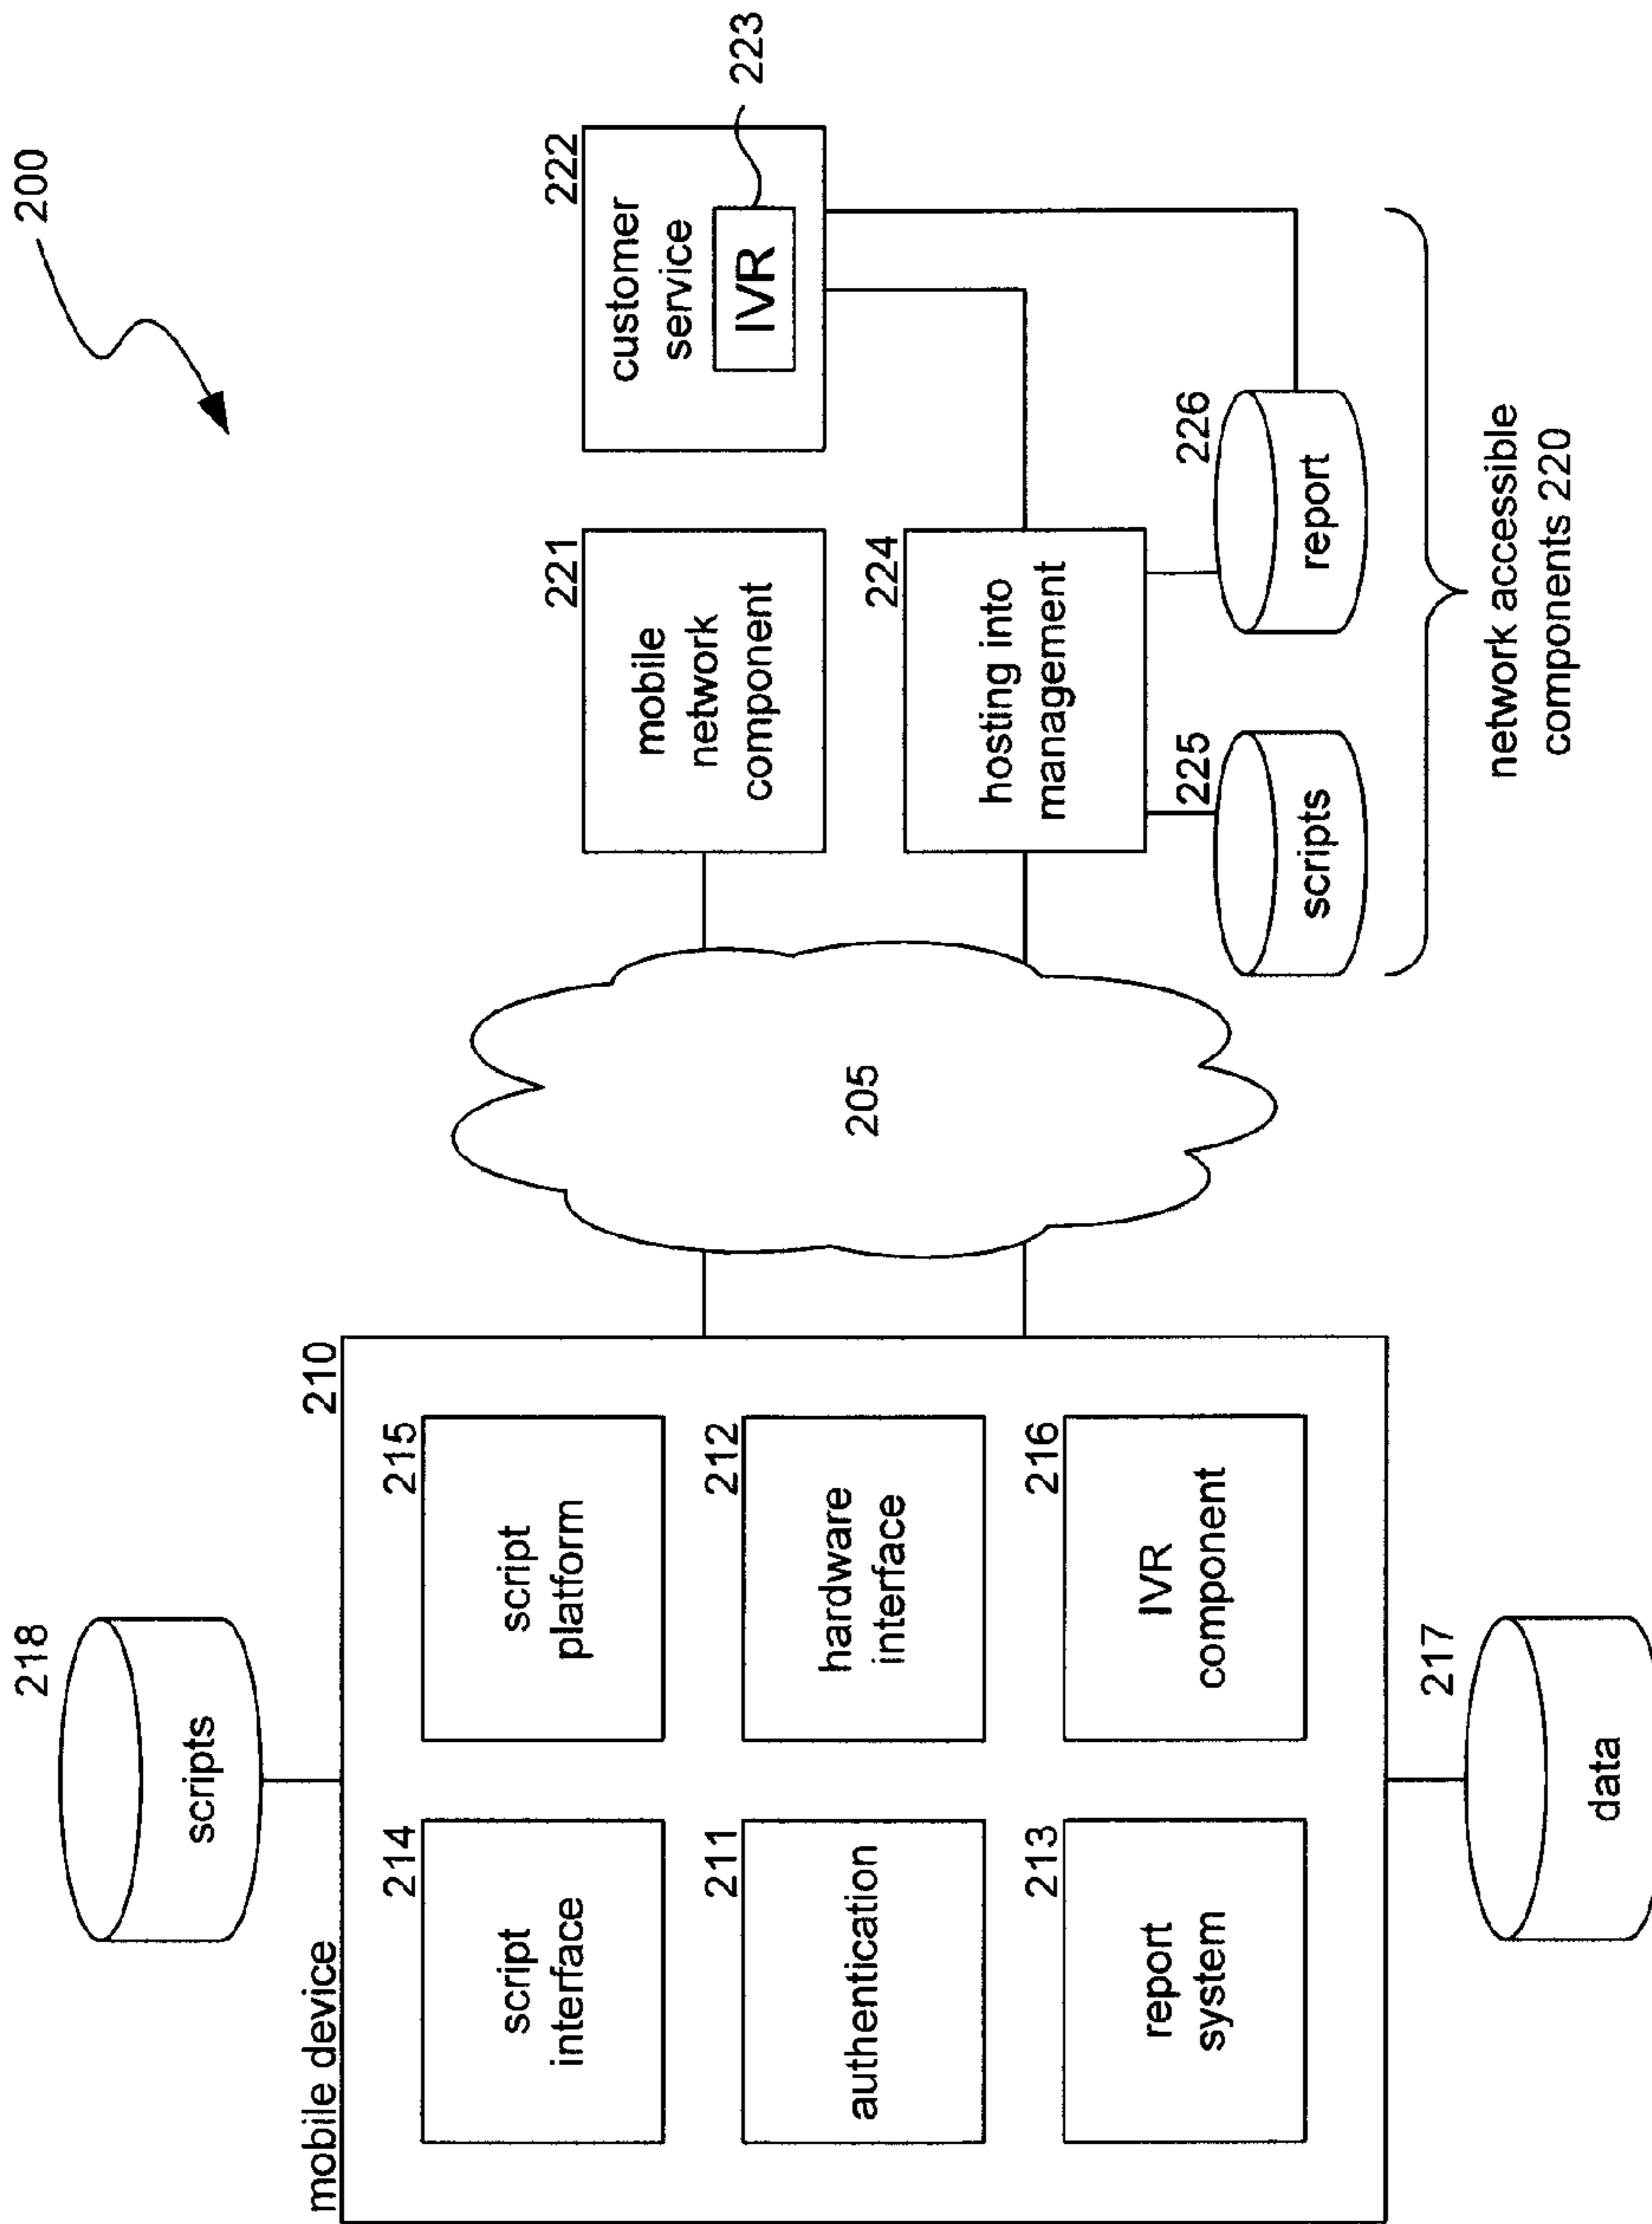 200
218
scripts
mobile device
210
214
script
interface
215
script
platform
211
authentication
212
hardware
interface
213
report
system
216
IVR
component
217
data
205
221
mobile
network
component
222
customer
service
IVR
223
224
hosting into
management
225
scripts
226
report
network accessible
components 220